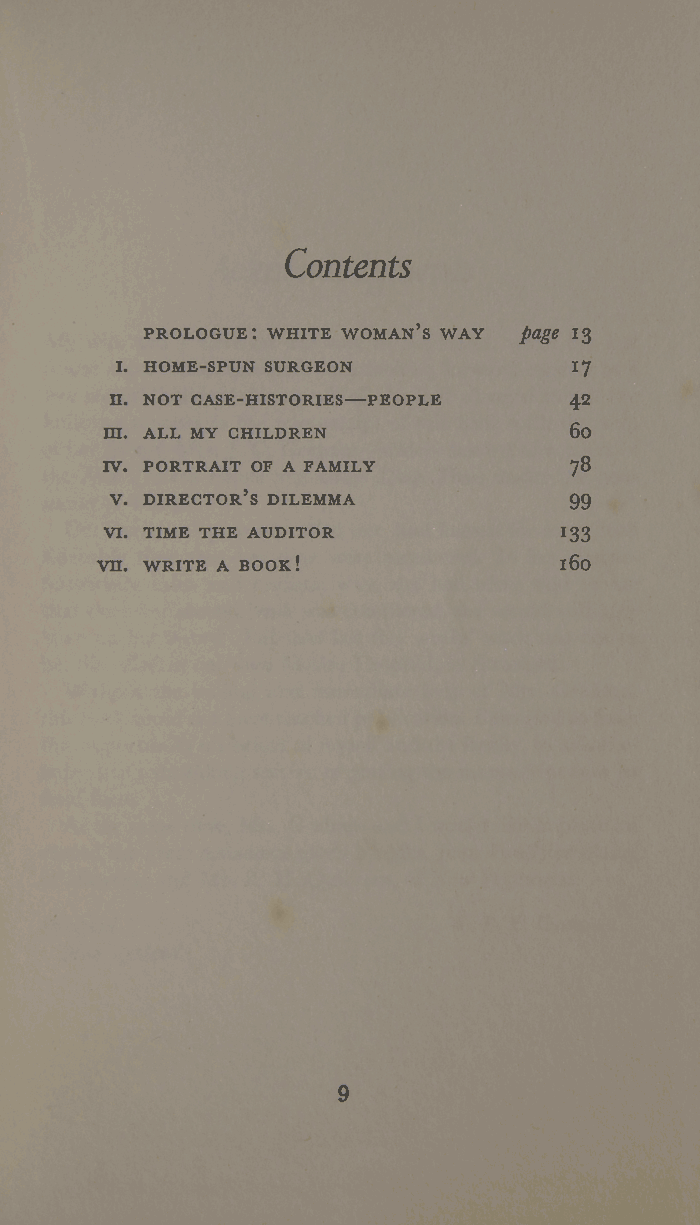 Contents
PROLOGUE: WHITE WOMAN'S WAY page 13
I. HOME-SPUN SURGEON 17
II. NOT CASE-HISTORIES—PEOPLE 42
III. ALL MY CHILDREN 60
IV. PORTRAIT OF A FAMILY 78
V. DIRECTOR'S DILEMMA 99
VI. TIME THE AUDITOR 133
VII. WRITE A BOOK! 160
9